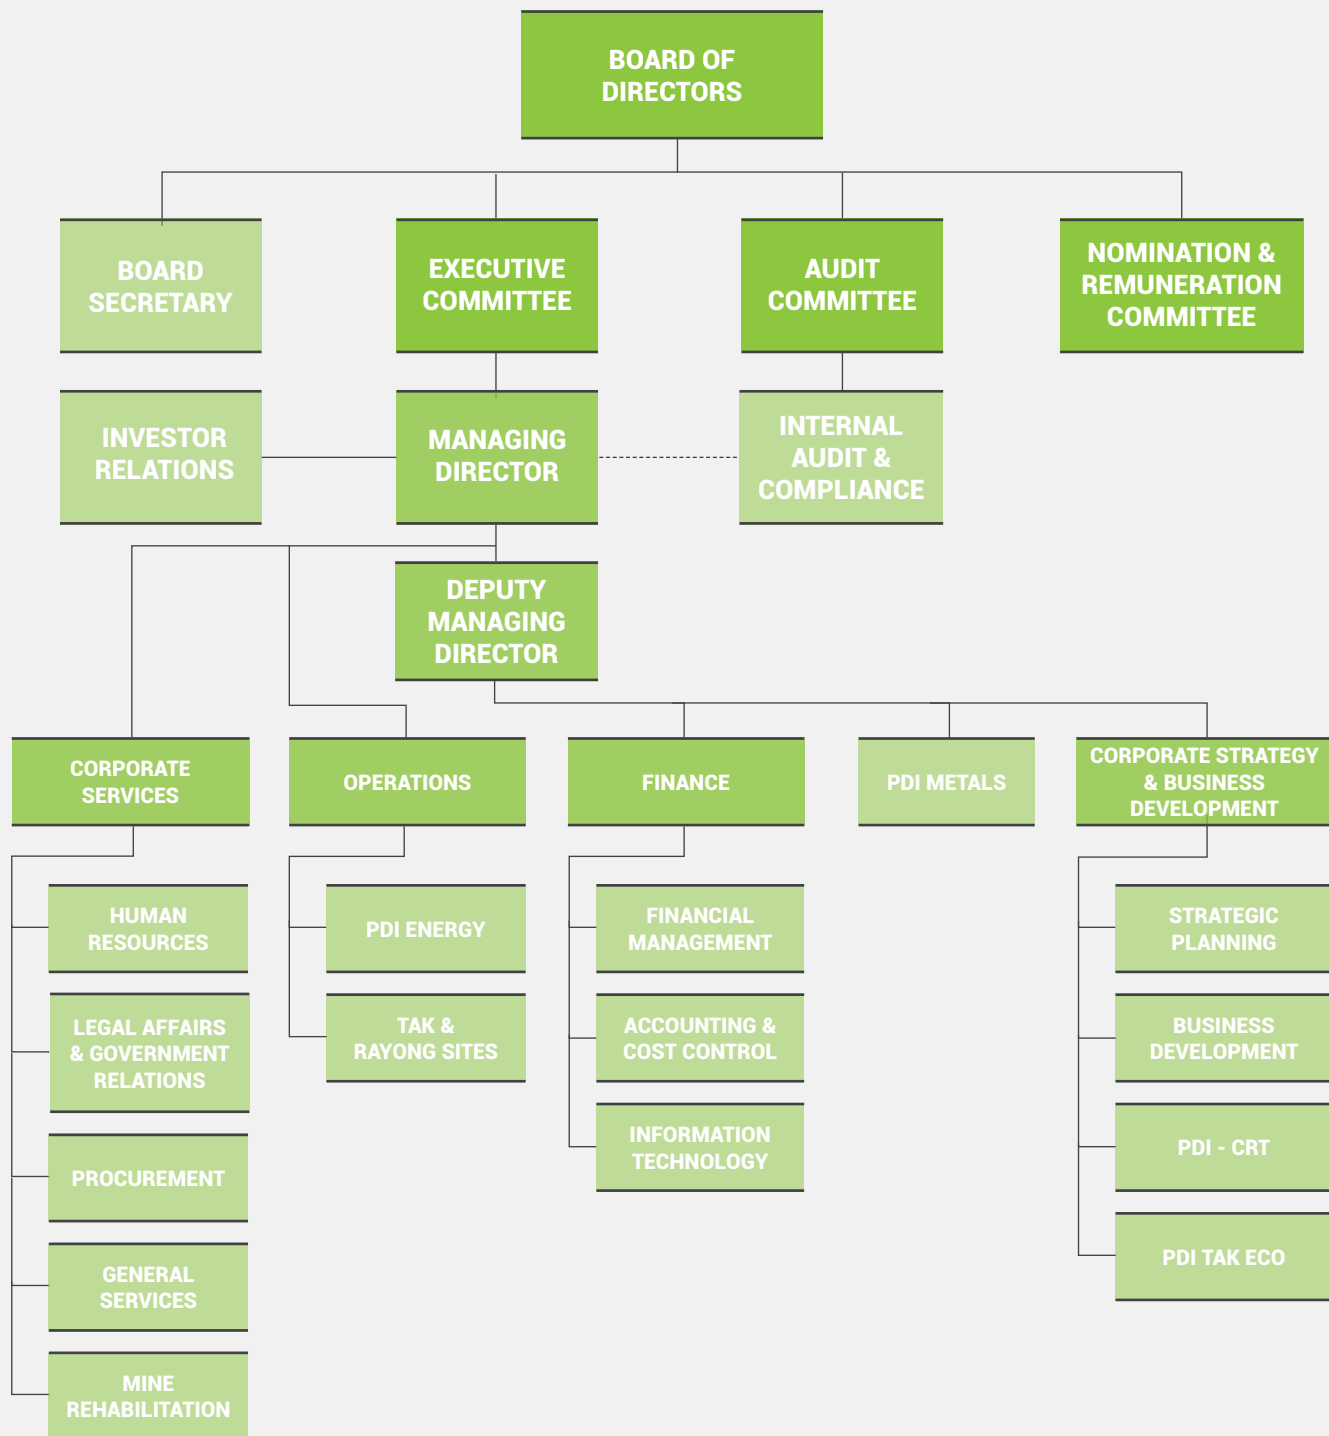 BOARD OF
DIRECTORS
BOARD
SECRETARY
EXECUTIVE
COMMITTEE
AUDIT
COMMITTEE
NOMINATION &
REMUNERATION
COMMITTEE
INVESTOR
RELATIONS
MANAGING
DIRECTOR
INTERNAL
AUDIT &
COMPLIANCE
DEPUTY
MANAGING
DIRECTOR
CORPORATE
SERVICES
OPERATIONS
FINANCE
PDI METALS
CORPORATE STRATEGY
& BUSINESS
DEVELOPMENT
HUMAN
RESOURCES
LEGAL AFFAIRS
& GOVERNMENT
RELATIONS
PROCUREMENT
GENERAL
SERVICES
MINE
REHABILITATION
PDI ENERGY
TAK &
RAYONG SITES
FINANCIAL
MANAGEMENT
ACCOUNTING &
COST CONTROL
INFORMATION
TECHNOLOGY
STRATEGIC
PLANNING
BUSINESS
DEVELOPMENT
PDI - CRT
PDI TAK ECO